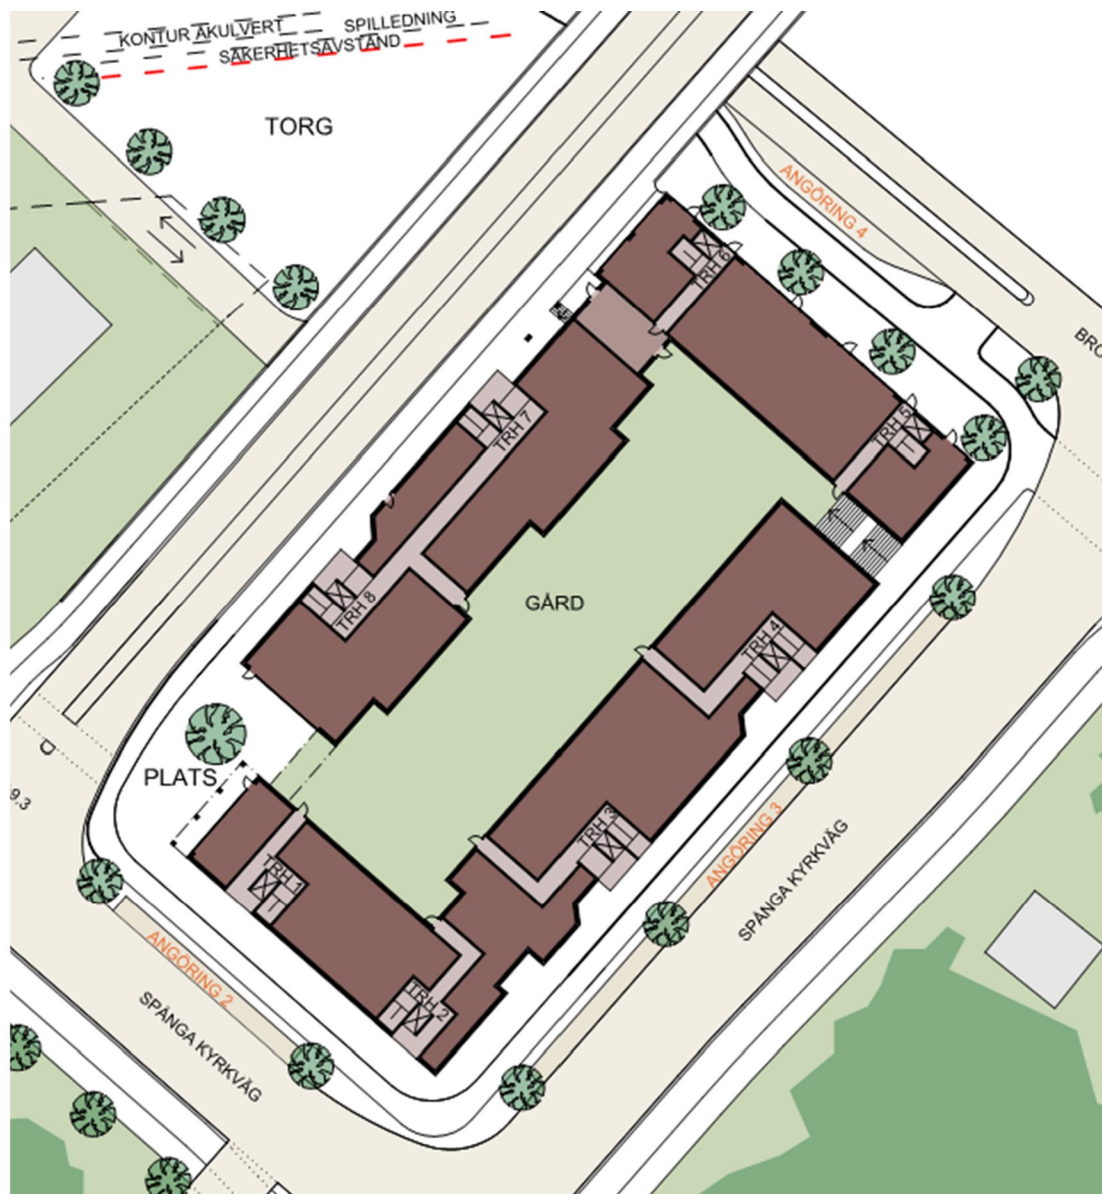 KONTUR AKULVERT
SPILLEDNING
SÄKERHETSAVSTÅND
TORG
ANGÖRING 4
TRH 6
BRO
TRH 5
TRH 7
TRH 8
GÅRD
TRH 4
PLATS
9.3
TRH 3
ANGÖRING 3
SPÅNGA KYRKVÄG
TRH 1
ANGÖRING 2
TRH 2
SPÅNGA KYRKVÄG